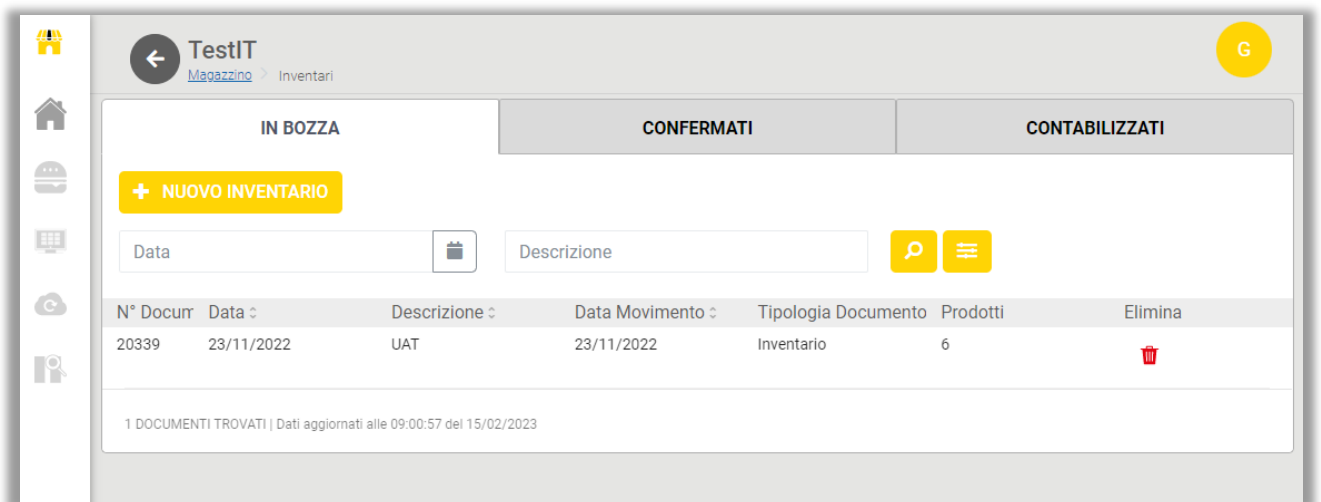 TestIT
G
Magazzino > Inventari
IN BOZZA CONFERMATI CONTABILIZZATI
+ NUOVO INVENTARIO
Data Descrizione
N° Docum Data Descrizione Data Movimento Tipologia Documento Prodotti Elimina
20339 23/11/2022 UAT 23/11/2022 Inventario 6
1 DOCUMENTI TROVATI | Dati aggiornati alle 09:00:57 del 15/02/2023